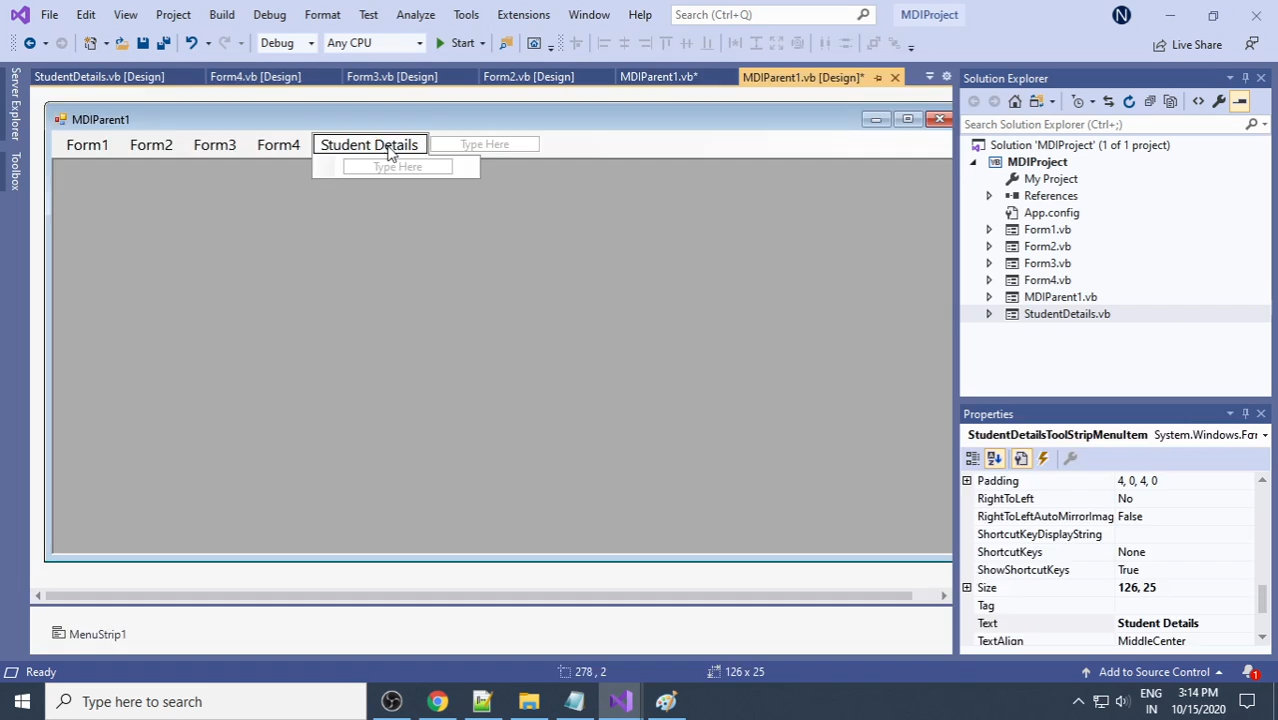 File Edit View Project Build Debug Format Test Analyze Tools Extensions Window Help Search (Ctrl+Q) MDIProject N
Debug Any CPU Start Live Share
StudentDetails.vb [Design] Form4.vb [Design] Form3.vb [Design] Form2.vb [Design] MDIParent1.vb* MDIParent1.vb [Design]*
Server Explorer
Toolbox
MDIParent1
Form1 Form2 Form3 Form4 Student Details Type Here
Type Here
MenuStrip1
Solution Explorer
Search Solution Explorer (Ctrl+;)
Solution 'MDIProject' (1 of 1 project)
VB MDIProject
My Project
References
App.config
Form1.vb
Form2.vb
Form3.vb
Form4.vb
MDIParent1.vb
StudentDetails.vb
Properties
StudentDetailsToolStripMenuItem System.Windows.For
Padding 4, 0, 4, 0
RightToLeft No
RightToLeftAutoMirrorImag False
ShortcutKeyDisplayString
ShortcutKeys None
ShowShortcutKeys True
Size 126, 25
Tag
Text Student Details
TextAlign MiddleCenter
Ready 278, 2 126 x 25 Add to Source Control 1
Type here to search ENG IN 3:14 PM 10/15/2020